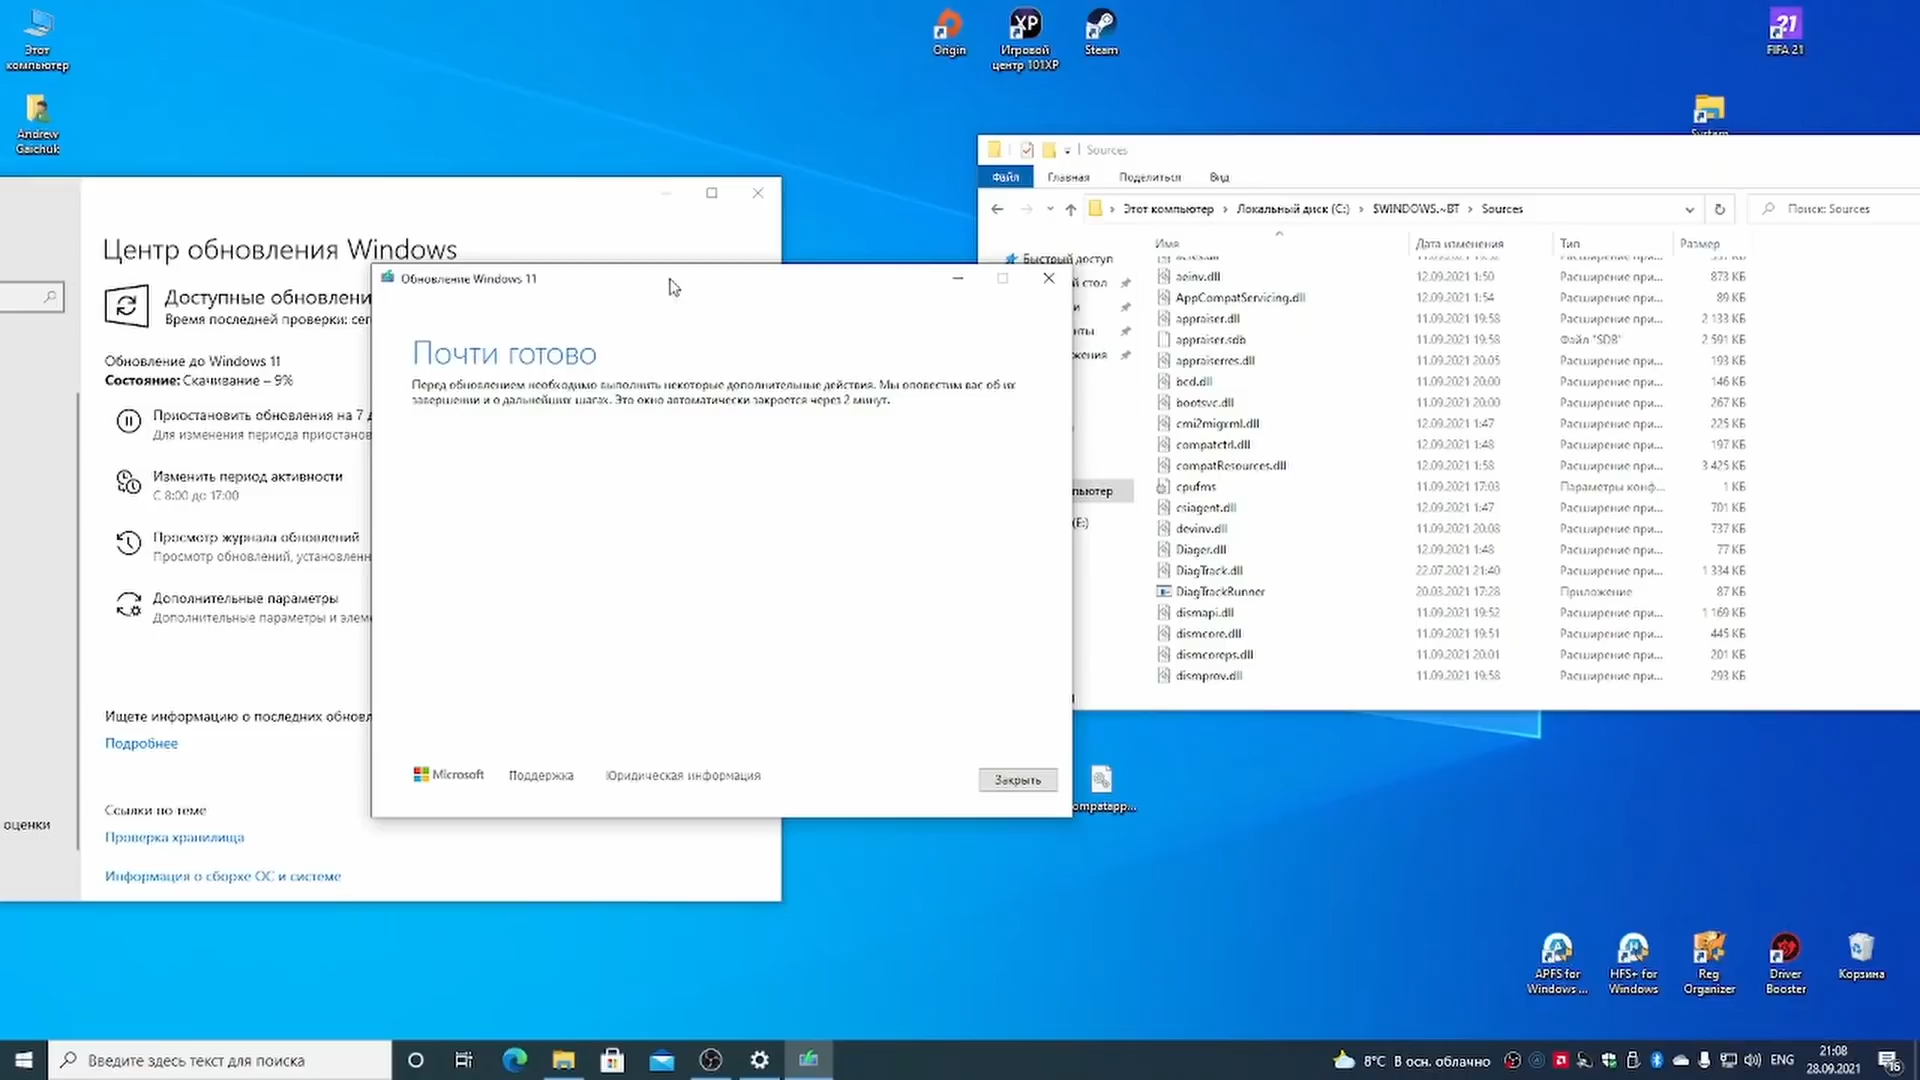 Этот
компьютер
Andrew
Gaichuk
Origin
Игровой
центр 101XP
Steam
FIFA 21
System
Центр обновления Windows
Доступные обновлени
Время последней проверки: сег
Обновление до Windows 11
Состояние: Скачивание – 9%
Приостановить обновления на 7 д
Для изменения периода приостанов
Изменить период активности
С 8:00 до 17:00
Просмотр журнала обновлений
Просмотр обновлений, установленн
Дополнительные параметры
Дополнительные параметры и элем
Ищете информацию о последних обновл
Подробнее
Ссылки по теме
Проверка хранилища
Информация о сборке ОС и системе
оценки
Обновление Windows 11
Почти готово
Перед обновлением необходимо выполнить некоторые дополнительные действия. Мы оповестим вас об их
завершении и о дальнейших шагах. Это окно автоматически закроется через 2 минут.
Microsoft Поддержка Юридическая информация
Закрыть
Sources
Файл Главная Поделиться Вид
Этот компьютер Локальный диск (C:) $WINDOWS.~BT Sources
Поиск: Sources
Имя Дата изменения Тип Размер
Быстрый доступ
й стол
и
нты
жения
пьютер
(E:)
aeinv.dll 12.09.2021 1:50 Расширение при... 873 КБ
AppCompatServicing.dll 12.09.2021 1:54 Расширение при... 89 КБ
appraiser.dll 11.09.2021 19:58 Расширение при... 2 133 КБ
appraiser.sdb 11.09.2021 19:58 Файл "SDB" 2 591 КБ
appraiserres.dll 11.09.2021 20:05 Расширение при... 193 КБ
bcd.dll 11.09.2021 20:00 Расширение при... 146 КБ
bootsvc.dll 11.09.2021 20:00 Расширение при... 267 КБ
cmi2migxml.dll 12.09.2021 1:47 Расширение при... 225 КБ
compatctrl.dll 12.09.2021 1:48 Расширение при... 197 КБ
compatResources.dll 12.09.2021 1:58 Расширение при... 3 425 КБ
cpufms 11.09.2021 17:03 Параметры конф... 1 КБ
csiagent.dll 12.09.2021 1:47 Расширение при... 701 КБ
devinv.dll 11.09.2021 20:08 Расширение при... 737 КБ
Diager.dll 12.09.2021 1:48 Расширение при... 77 КБ
DiagTrack.dll 22.07.2021 21:40 Расширение при... 1 334 КБ
DiagTrackRunner 20.03.2021 17:28 Приложение 87 КБ
dismapi.dll 11.09.2021 19:52 Расширение при... 1 169 КБ
dismcore.dll 11.09.2021 19:51 Расширение при... 445 КБ
dismcoreps.dll 11.09.2021 20:01 Расширение при... 201 КБ
dismprov.dll 11.09.2021 19:58 Расширение при... 293 КБ
ompatapp...
APFS for
Windows ...
HFS+ for
Windows
Reg
Organizer
Driver
Booster
Корзина
Введите здесь текст для поиска
8°C В осн. облачно
ENG
21:08
28.09.2021
16